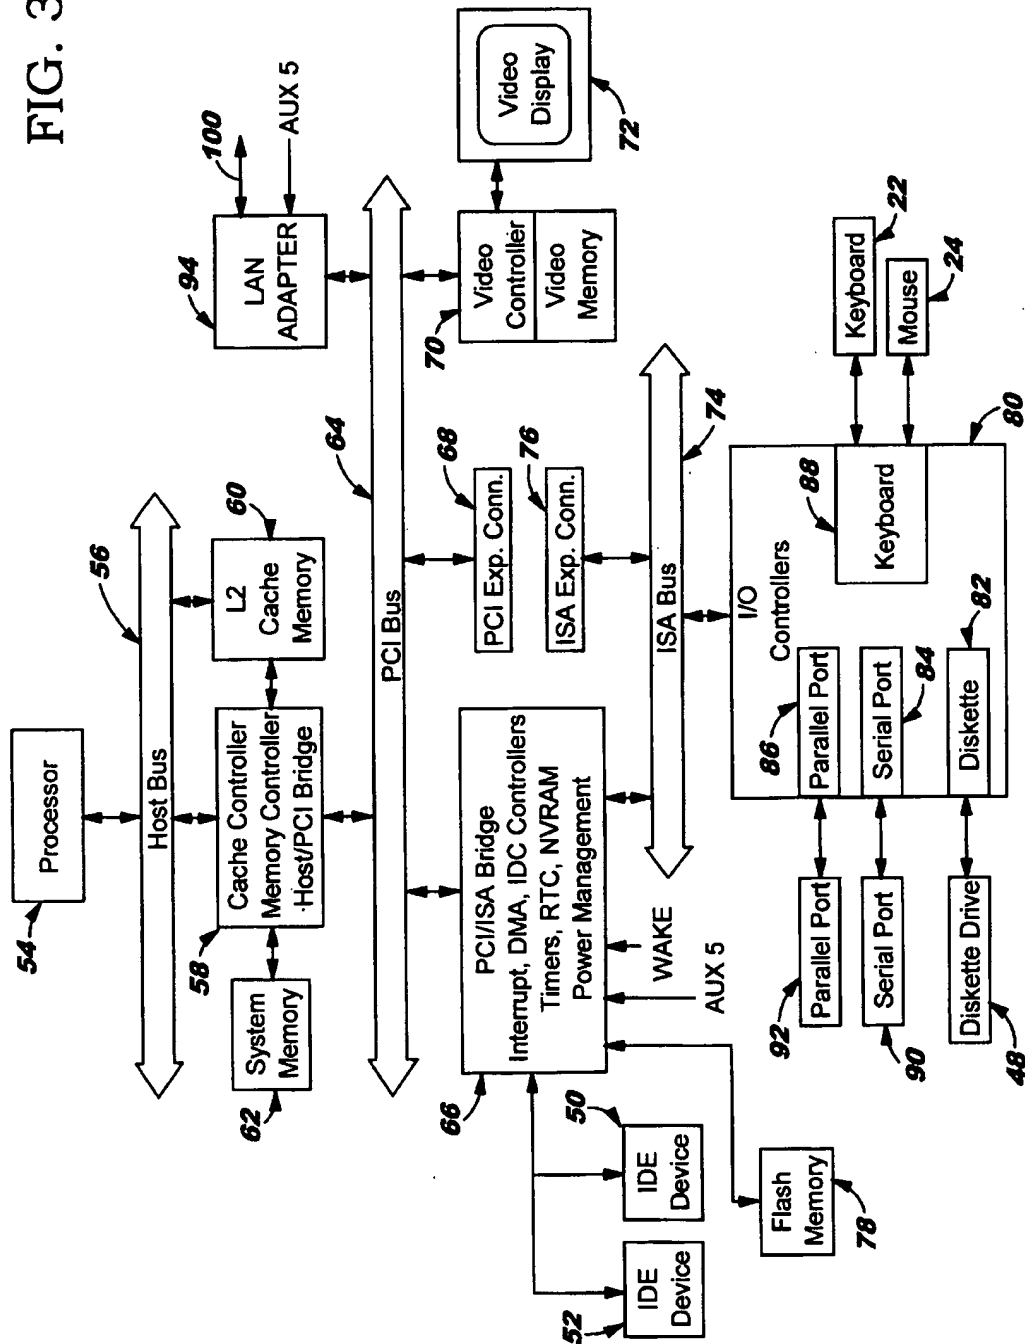 FIG. 3
54
Processor
56
Host Bus
62
System
Memory
58
Cache Controller
Memory Controller
Host/PCI Bridge
60
L2
Cache
Memory
94
LAN
ADAPTER
100
AUX 5
64
PCI Bus
66
PCI/ISA Bridge
Interrupt, DMA, IDC Controllers
Timers, RTC, NVRAM
Power Management
68
PCI Exp. Conn.
76
ISA Exp. Conn.
70
Video
Controller
Video
Memory
Video
Display
72
52
IDE
Device
50
IDE
Device
WAKE
AUX 5
ISA Bus
74
Flash
Memory
78
I/O
Controllers
80
92
Parallel Port
86
Parallel Port
90
Serial Port
84
Serial Port
48
Diskette Drive
82
Diskette
88
Keyboard
Keyboard
22
Mouse
24